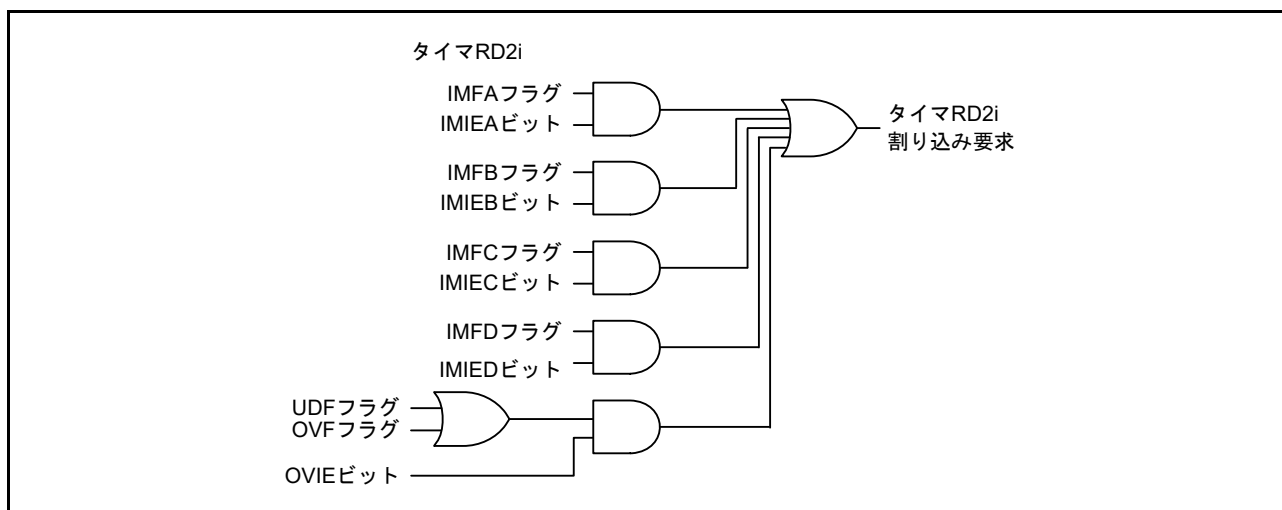 タイマRD2i
IMFAフラグ
IMIEAビット
タイマRD2i
割り込み要求
IMFBフラグ
IMIEBビット
IMFCフラグ
IMIECビット
IMFDフラグ
IMIEDビット
UDFフラグ
OVFフラグ
OVIEビット